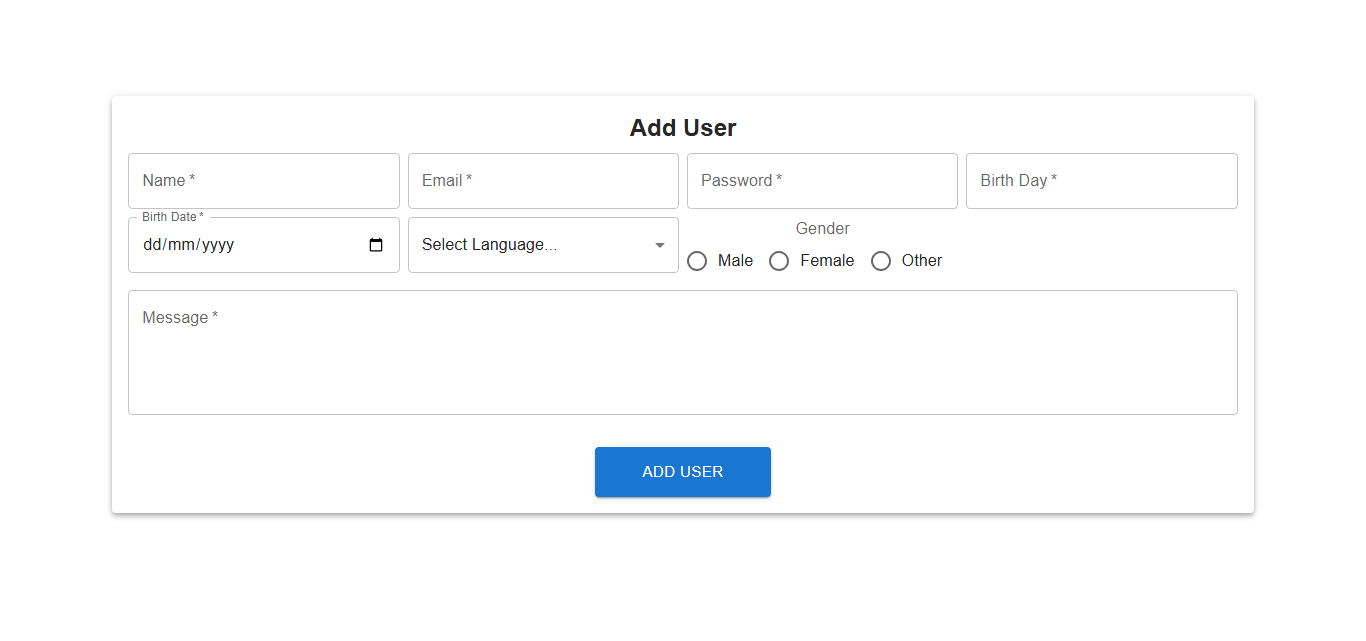 Add User
Name *
Email *
Password *
Birth Day *
Birth Date *
dd/mm/yyyy
Select Language...
Gender
Male
Female
Other
Message *
ADD USER